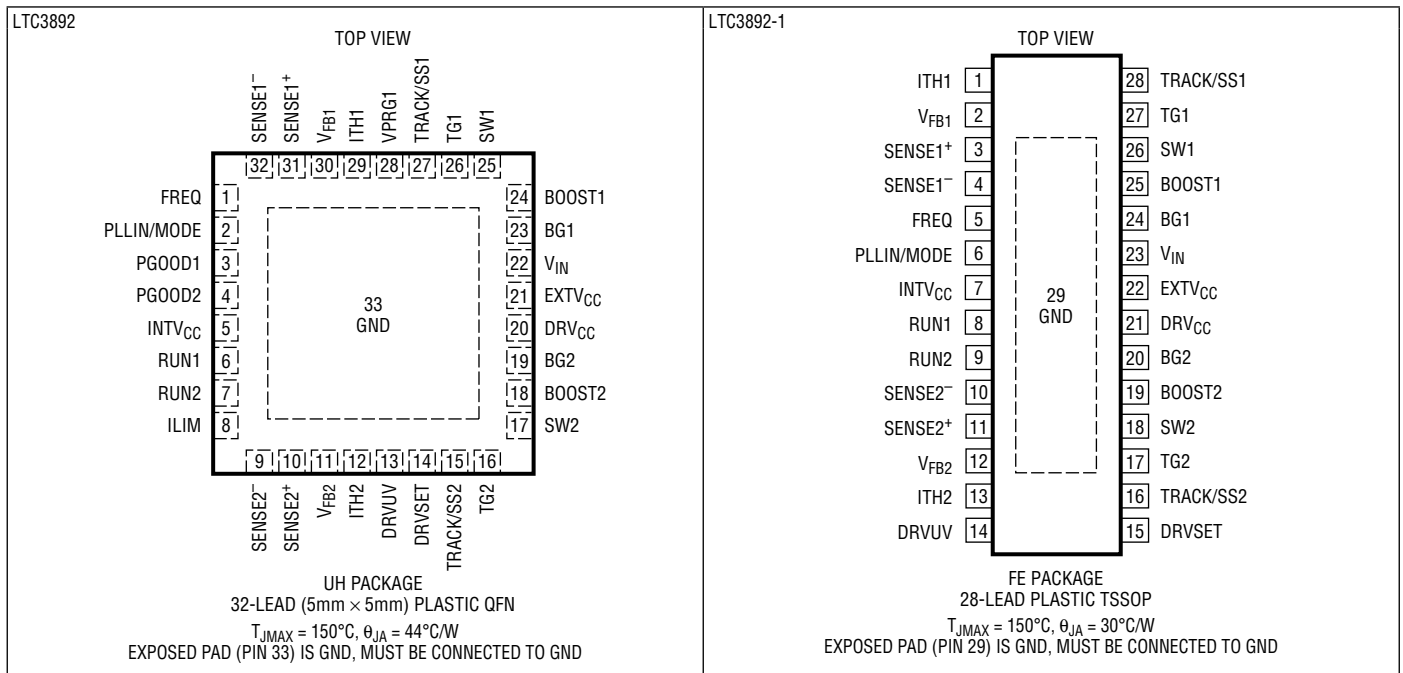 LTC3892
TOP VIEW
SENSE1–
SENSE1+
VFB1
ITH1
VPRG1
TRACK/SS1
TG1
SW1
32 31 30 29 28 27 26 25
FREQ 1
PLLIN/MODE 2
PGOOD1 3
PGOOD2 4
INTVCC 5
RUN1 6
RUN2 7
ILIM 8
33
GND
24 BOOST1
23 BG1
22 VIN
21 EXTVCC
20 DRVCC
19 BG2
18 BOOST2
17 SW2
9 10 11 12 13 14 15 16
SENSE2–
SENSE2+
VFB2
ITH2
DRVUV
DRVSET
TRACK/SS2
TG2
UH PACKAGE
32-LEAD (5mm × 5mm) PLASTIC QFN
TJMAX = 150°C, θJA = 44°C/W
EXPOSED PAD (PIN 33) IS GND, MUST BE CONNECTED TO GND
LTC3892-1
TOP VIEW
ITH1 1
VFB1 2
SENSE1+ 3
SENSE1– 4
FREQ 5
PLLIN/MODE 6
INTVCC 7
RUN1 8
RUN2 9
SENSE2– 10
SENSE2+ 11
VFB2 12
ITH2 13
DRVUV 14
29
GND
28 TRACK/SS1
27 TG1
26 SW1
25 BOOST1
24 BG1
23 VIN
22 EXTVCC
21 DRVCC
20 BG2
19 BOOST2
18 SW2
17 TG2
16 TRACK/SS2
15 DRVSET
FE PACKAGE
28-LEAD PLASTIC TSSOP
TJMAX = 150°C, θJA = 30°C/W
EXPOSED PAD (PIN 29) IS GND, MUST BE CONNECTED TO GND